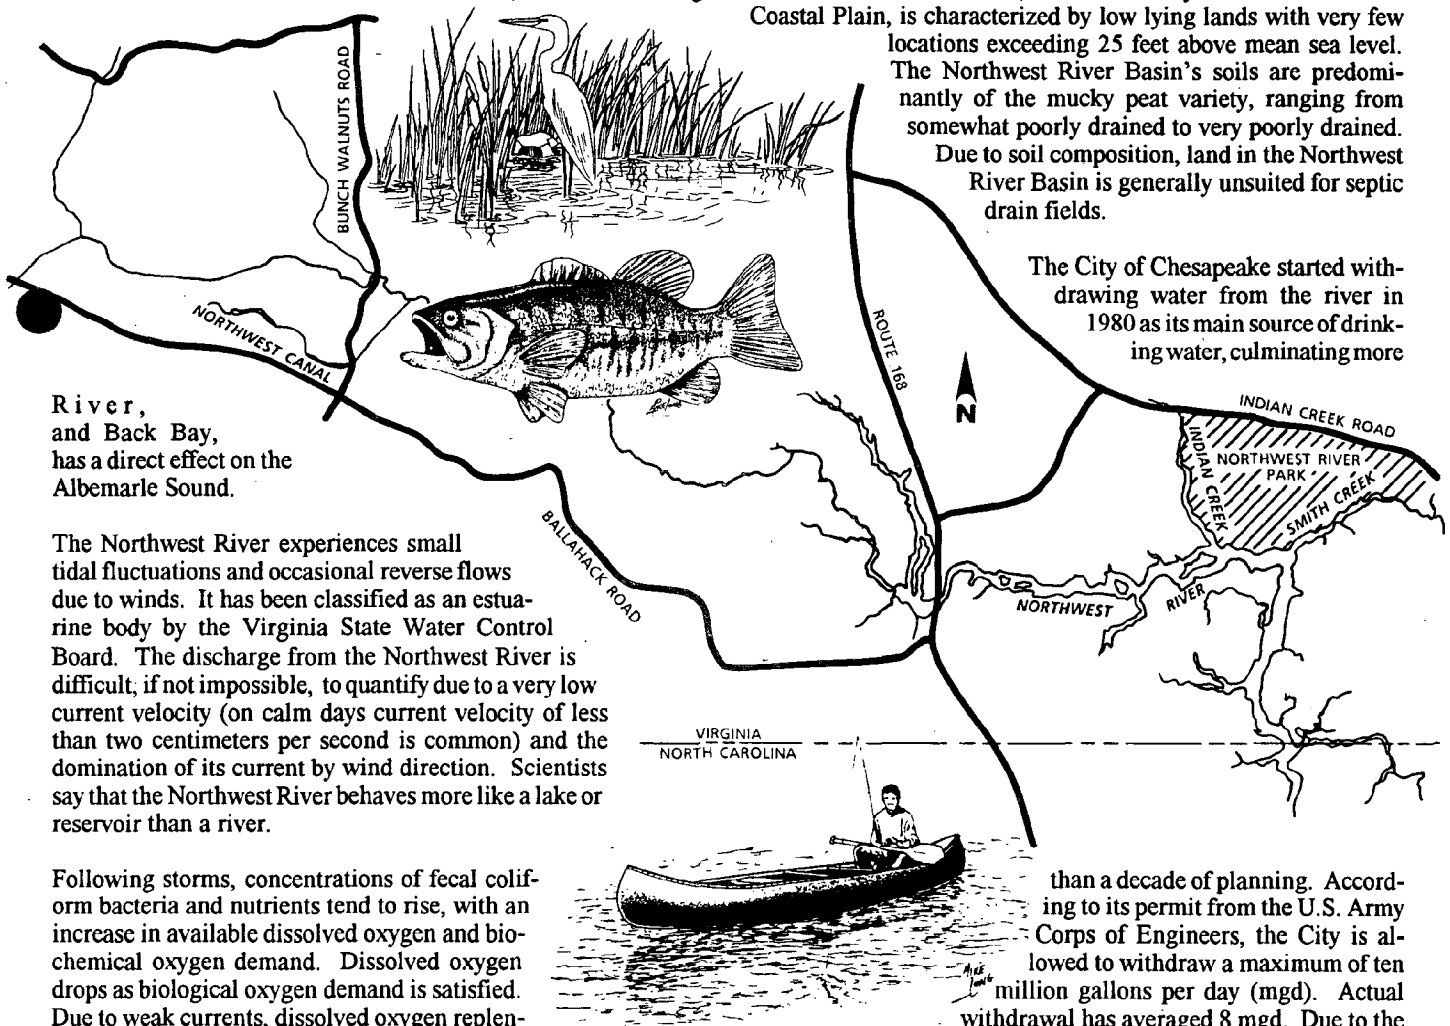 Coastal Plain, is characterized by low lying lands with very few
locations exceeding 25 feet above mean sea level.
The Northwest River Basin's soils are predomi-
nantly of the mucky peat variety, ranging from
somewhat poorly drained to very poorly drained.
Due to soil composition, land in the Northwest
River Basin is generally unsuited for septic
drain fields.
The City of Chesapeake started with-
drawing water from the river in
1980 as its main source of drink-
ing water, culminating more
BUNCH WALNUTS ROAD
NORTHWEST CANAL
ROUTE 168
N
INDIAN CREEK ROAD
NORTHWEST RIVER
PARK
INDIAN CREEK
SMITH CREEK
BALLAHACK ROAD
NORTHWEST RIVER
VIRGINIA
NORTH CAROLINA
River,
and Back Bay,
has a direct effect on the
Albemarle Sound.
The Northwest River experiences small
tidal fluctuations and occasional reverse flows
due to winds. It has been classified as an estua-
rine body by the Virginia State Water Control
Board. The discharge from the Northwest River is
difficult, if not impossible, to quantify due to a very low
current velocity (on calm days current velocity of less
than two centimeters per second is common) and the
domination of its current by wind direction. Scientists
say that the Northwest River behaves more like a lake or
reservoir than a river.
Following storms, concentrations of fecal colif-
orm bacteria and nutrients tend to rise, with an
increase in available dissolved oxygen and bio-
chemical oxygen demand. Dissolved oxygen
drops as biological oxygen demand is satisfied.
Due to weak currents, dissolved oxygen replen-
than a decade of planning. Accord-
ing to its permit from the U.S. Army
Corps of Engineers, the City is al-
lowed to withdraw a maximum of ten
million gallons per day (mgd). Actual
withdrawal has averaged 8 mgd. Due to the